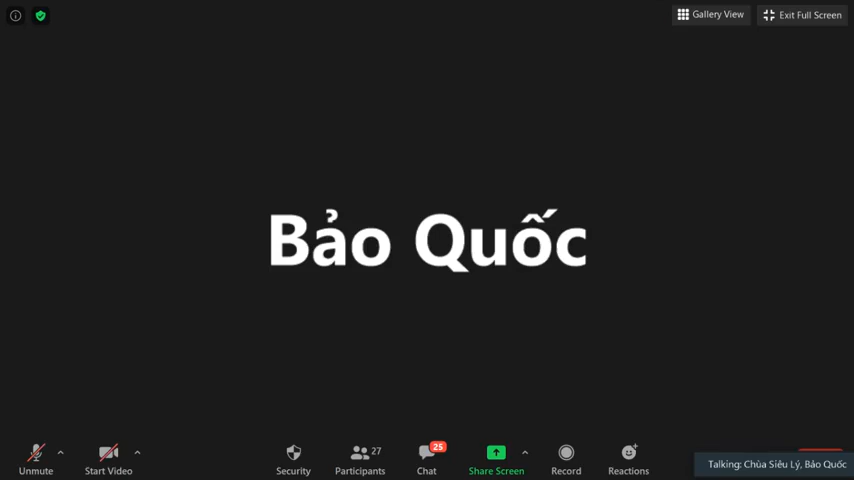 Gallery View
Exit Full Screen
Bảo Quốc
27
25
Unmute
Start Video
Security
Participants
Chat
Share Screen
Record
Reactions
Talking: Chùa Siêu Lý, Bảo Quốc